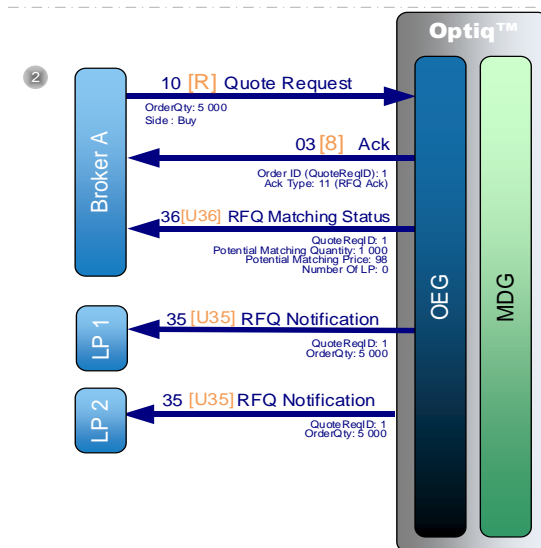 Optiq™
2
10 [R] Quote Request
OrderQty: 5 000
Side : Buy
03 [8] Ack
Order ID (QuoteReqID): 1
Ack Type: 11 (RFQ Ack)
36 [U36] RFQ Matching Status
QuoteReqID: 1
Potential Matching Quantity: 1 000
Potential Matching Price: 98
Number Of LP: 0
Broker A
OEG
MDG
35 [U35] RFQ Notification
QuoteReqID: 1
OrderQty: 5 000
LP 1
35 [U35] RFQ Notification
QuoteReqID: 1
OrderQty: 5 000
LP 2